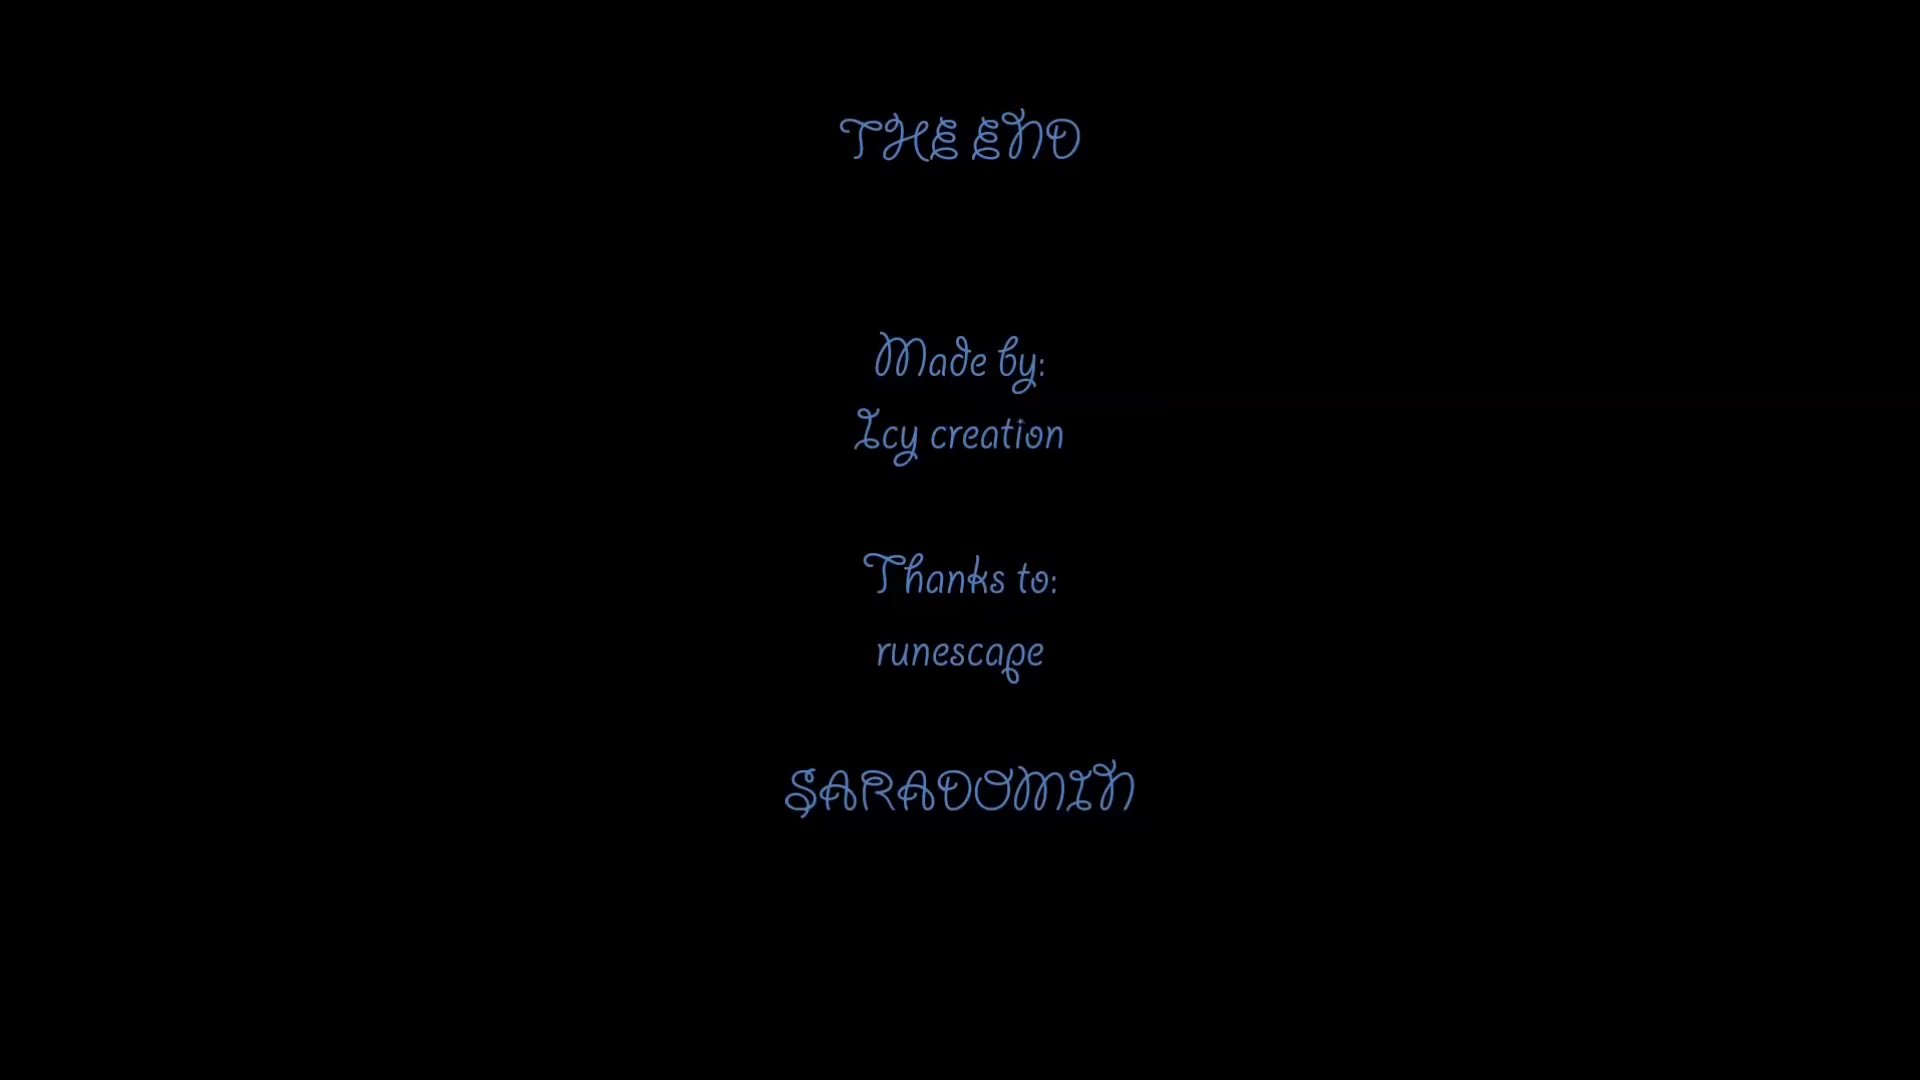 THE END
Made by:
Icy creation
Thanks to:
runescape
SARADOMIN